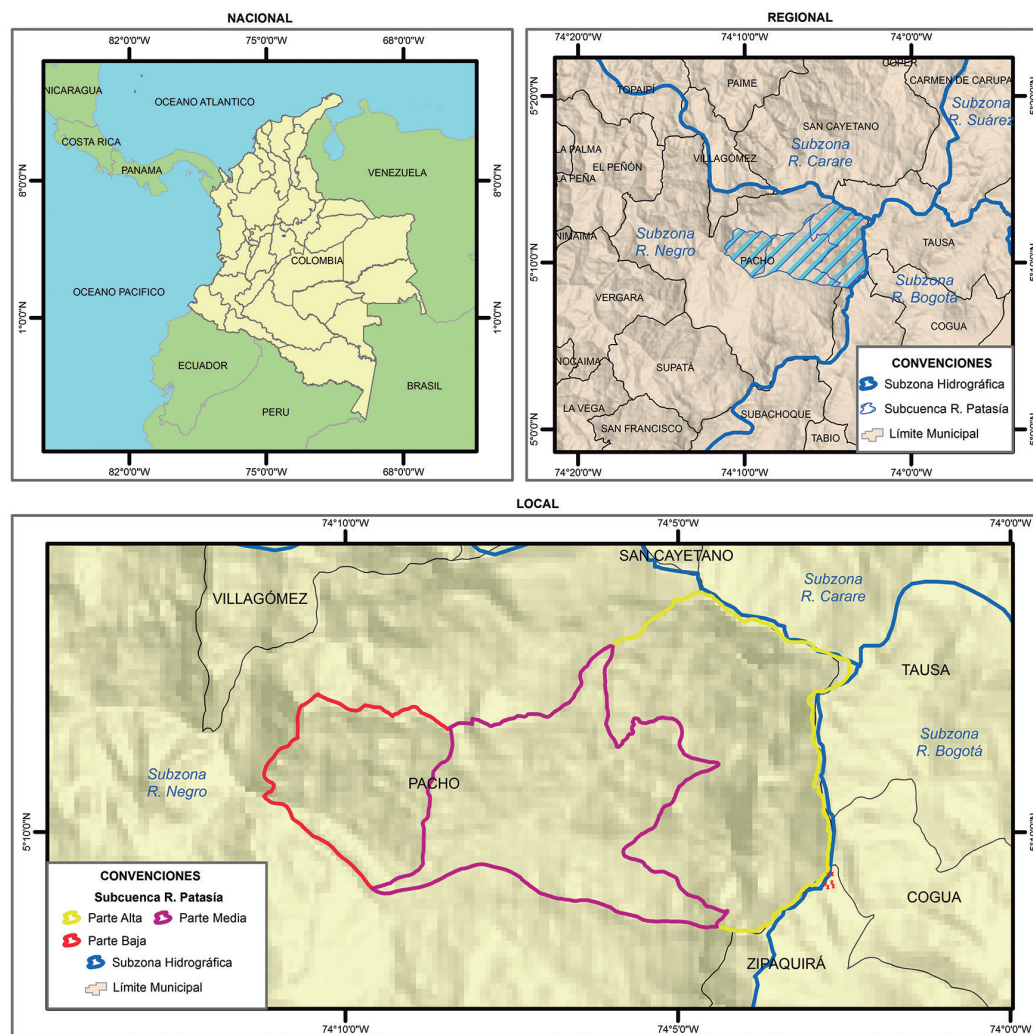 NACIONAL
82°0'0"W 75°0'0"W 68°0'0"W
NICARAGUA
OCEANO ATLANTICO
COSTA RICA
PANAMA
VENEZUELA
8°0'0"N 8°0'0"N
COLOMBIA
OCEANO PACIFICO
1°0'0"N 1°0'0"N
ECUADOR
BRASIL
PERU
82°0'0"W 75°0'0"W 68°0'0"W
REGIONAL
74°20'0"W 74°10'0"W 74°0'0"W
COPER
PAIME
CARMEN DE CARUPA
TOPAIPÍ
5°20'0"N
Subzona
R. Suárez
SAN CAYETANO
Subzona
R. Carare
LA PALMA
VILLAGÓMEZ
EL PEÑÓN
LA PEÑA
NIMAIMA
Subzona
R. Negro
TAUSA
PACHO
5°10'0"N
Subzona
R. Bogotá
VERGARA
COGUA
NOCAIMA
SUPATÁ
CONVENCIONES
Subzona Hidrográfica
Subcuenca R. Patasía
Límite Municipal
LA VEGA
SUBACHOQUE
SAN FRANCISCO
TABIO
5°0'0"N
74°20'0"W 74°10'0"W 74°0'0"W
LOCAL
74°10'0"W 74°5'0"W 74°0'0"W
SAN CAYETANO
Subzona
R. Carare
VILLAGÓMEZ
TAUSA
Subzona
R. Bogotá
Subzona
R. Negro
PACHO
5°10'0"N
COGUA
ZIPAQUIRÁ
CONVENCIONES
Subcuenca R. Patasía
Parte Alta Parte Media
Parte Baja
Subzona Hidrográfica
Límite Municipal
74°10'0"W 74°5'0"W 74°0'0"W